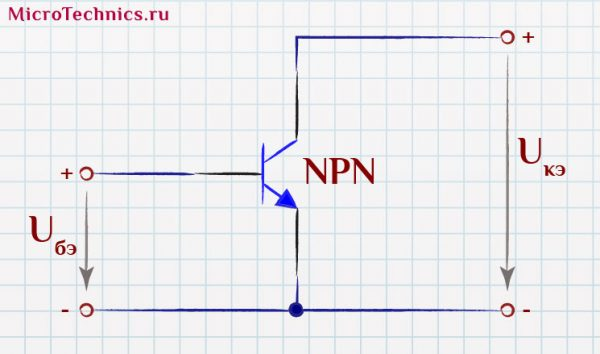 MicroTechnics.ru
+
+
NPN
Uкэ
Uбэ
-
-